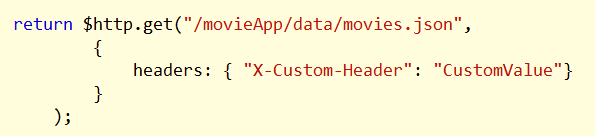 return $http.get("/movieApp/data/movies.json",
{
headers: { "X-Custom-Header": "CustomValue"}
}
);